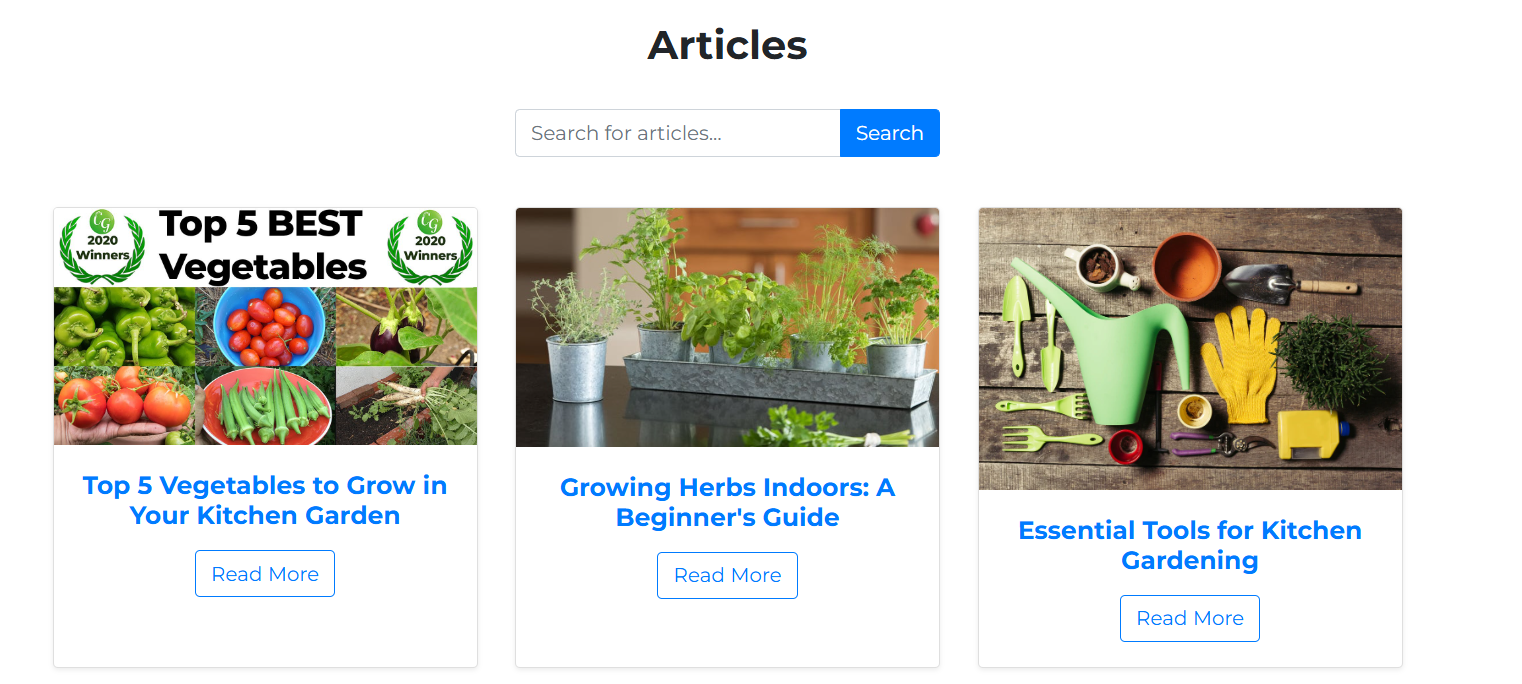 Articles
Search for articles...
Search
CG
2020
Winners
Top 5 BEST
Vegetables
CG
2020
Winners
Top 5 Vegetables to Grow in
Your Kitchen Garden
Read More
Growing Herbs Indoors: A
Beginner's Guide
Read More
Essential Tools for Kitchen
Gardening
Read More